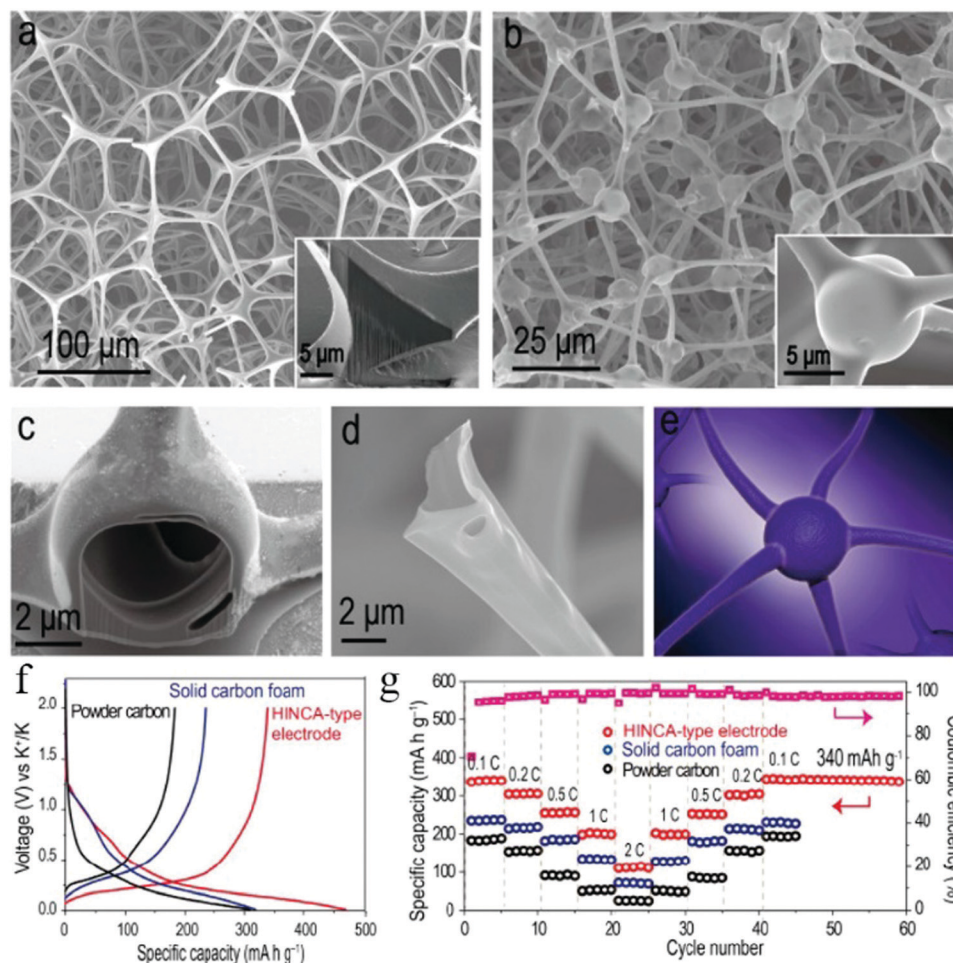 a
100 μm
5 μm
b
25 μm
5 μm
c
2 μm
d
2 μm
e
f
2.0
1.0
0.5
0.0
Voltage (V) vs K⁺/K
Solid carbon foam
Powder carbon
HINCA-type
electrode
0 100 200 300 400 500
Specific capacity (mA h g⁻¹)
g
600
500
400
300
200
100
0
Specific capacity (mA h g⁻¹)
HINCA-type electrode
Solid carbon foam
Powder carbon
0.1 C
0.2 C
0.5 C
1 C
2 C
1 C
0.5 C
0.2 C
0.1 C
340 mAh g⁻¹
100
80
60
40
20
0
Coulombic efficiency (%)
0 10 20 30 40 50 60
Cycle number